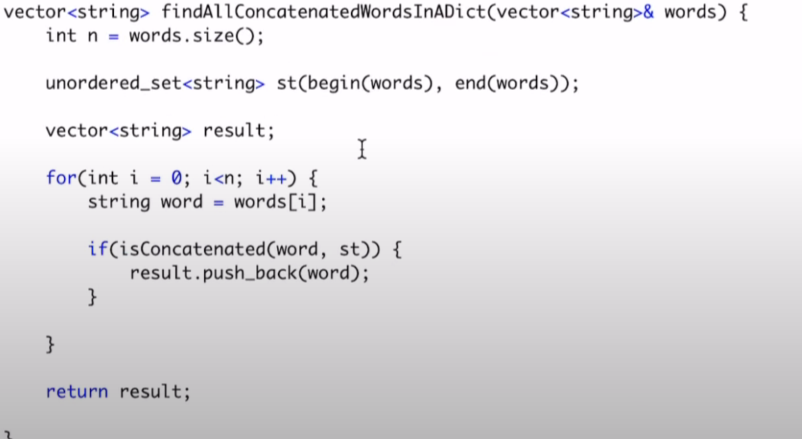 vector<string> findAllConcatenatedWordsInADict(vector<string>& words) {
int n = words.size();
unordered_set<string> st(begin(words), end(words));
vector<string> result;
for(int i = 0; i<n; i++) {
string word = words[i];
if(isConcatenated(word, st)) {
result.push_back(word);
}
}
return result;
}